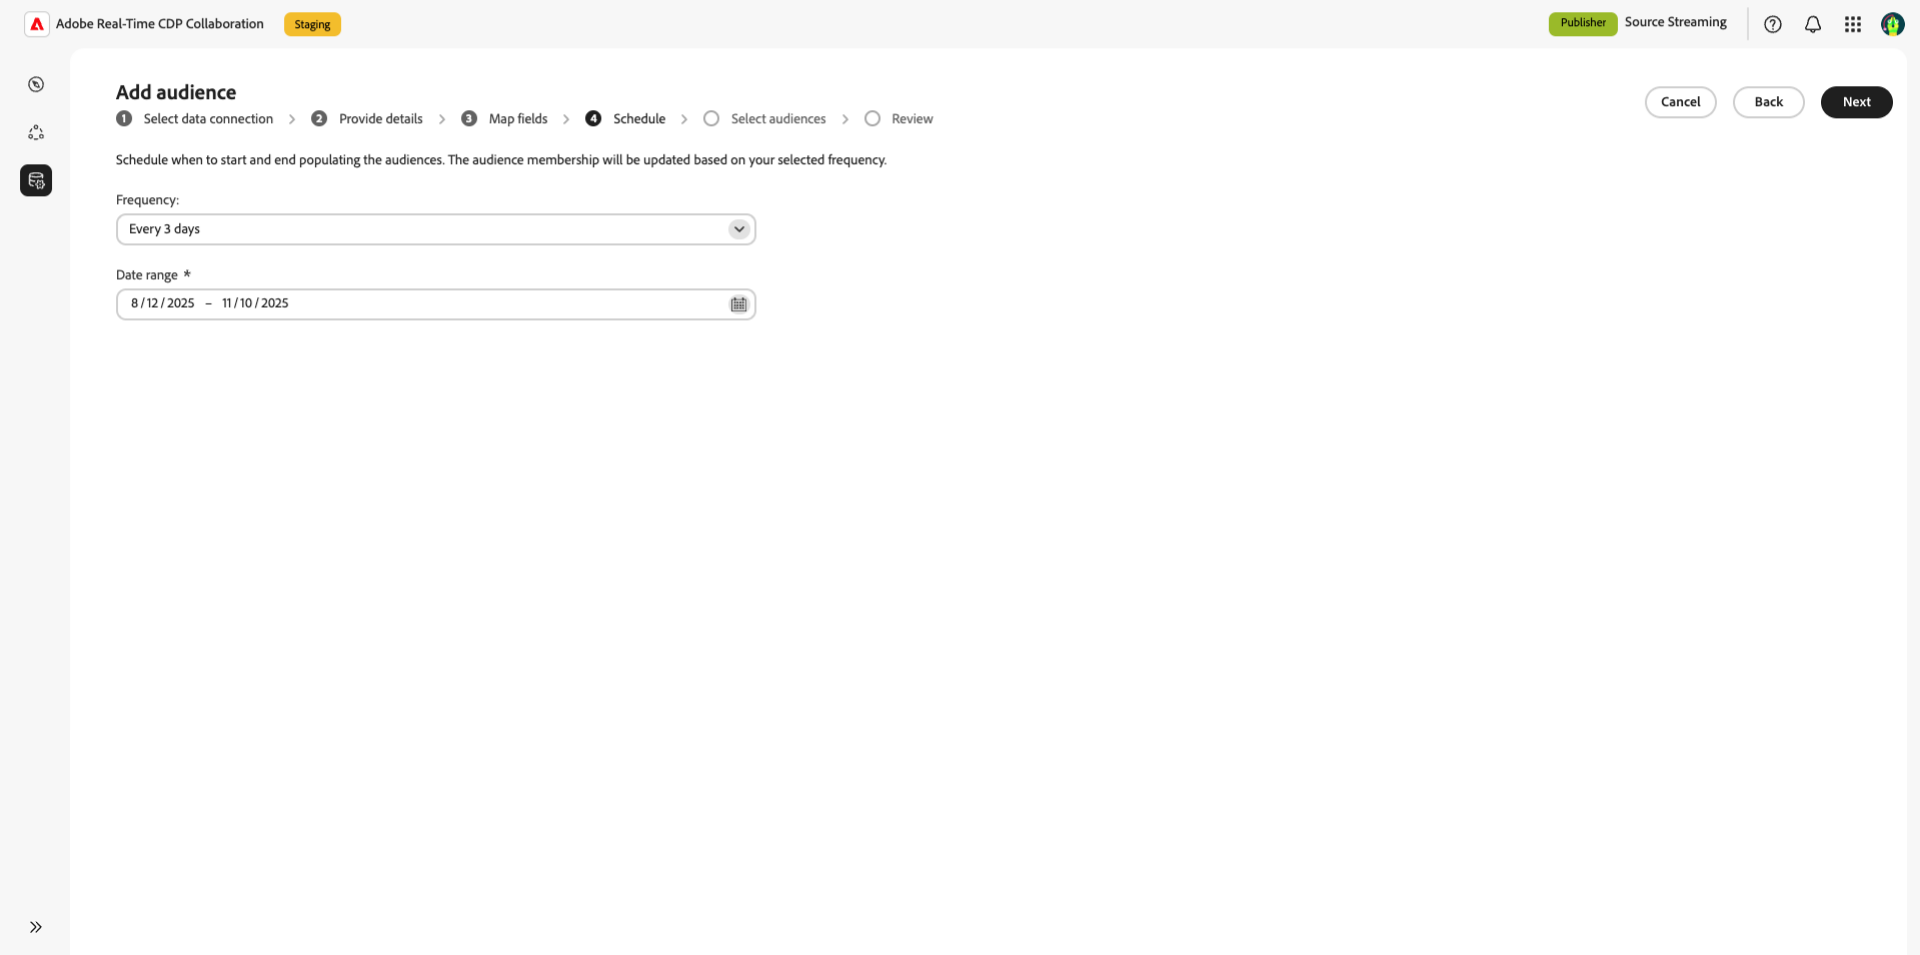 Adobe Real-Time CDP Collaboration
Staging
Publisher
Source Streaming
Add audience
Cancel
Back
Next
1 Select data connection
2 Provide details
3 Map fields
4 Schedule
Select audiences
Review
Schedule when to start and end populating the audiences. The audience membership will be updated based on your selected frequency.
Frequency:
Every 3 days
Date range *
8 / 12 / 2025 – 11 / 10 / 2025